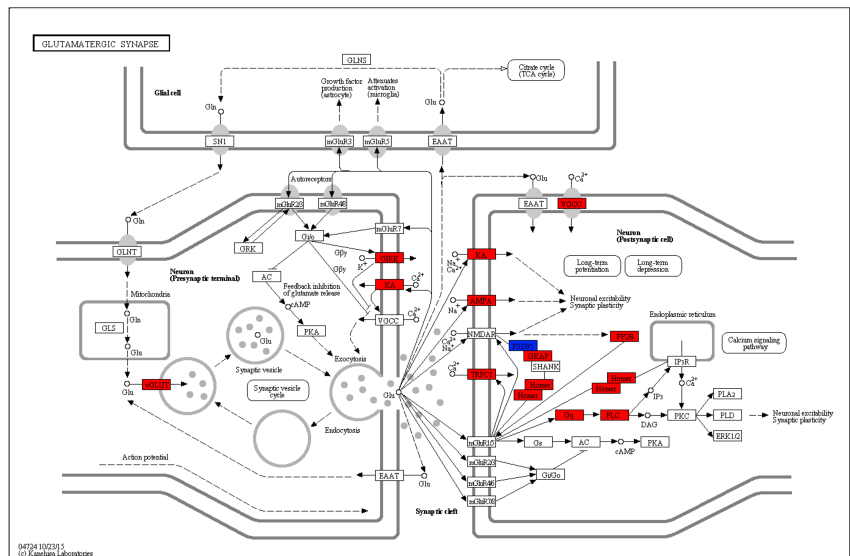 GLUTAMATERGIC SYNAPSE
GLNS
Citrate cycle
(TCA cycle)
Growth factor
production
(astrocyte)
Attenuates
activation
(microglia)
Glial cell
Gln
Glu
SN1
mGluR3
mGluR5
EAAT
Autoreceptors
Glu
Ca2+
mGluR2/3
mGluR4/8
EAAT
VGCC
Gln
GLNT
Gi/o
mGluR7
GRK
Neuron
(Postsynaptic cell)
Neuron
(Presynaptic terminal)
Gβγ
K+
GIRK
Na+
Ca2+
KA
Long-term
potentiation
Long-term
depression
AC
Gβγ
Ca2+
KA
Feedback inhibition
of glutamate release
Mitochondria
cAMP
Na+
AMPA
Neuronal excitability
Synaptic plasticity
Endoplasmic reticulum
GLS
Gln
Glu
PKA
VGCC
Ca2+
Ca2+
Na+
NMDAR
PSD95
GKAP
SHANK
PP2B
Calcium signaling
pathway
Glu
Exocytosis
Synaptic vesicle
IP3R
Ca2+
TRPC1
Homer
Homer
Homer
Homer
Glu
vGLUT
Synaptic vesicle
cycle
Glu
IP3
PLA2
Gq
PLC
DAG
PKC
PLD
Neuronal excitability
Synaptic plasticity
Endocytosis
mGluR1/5
Gs
AC
cAMP
PKA
ERK1/2
Action potential
EAAT
Glu
mGluR2/3
mGluR4/6
Gi/Go
mGluR7/8
Synaptic cleft
04724 10/23/15
(c) Kanehisa Laboratories